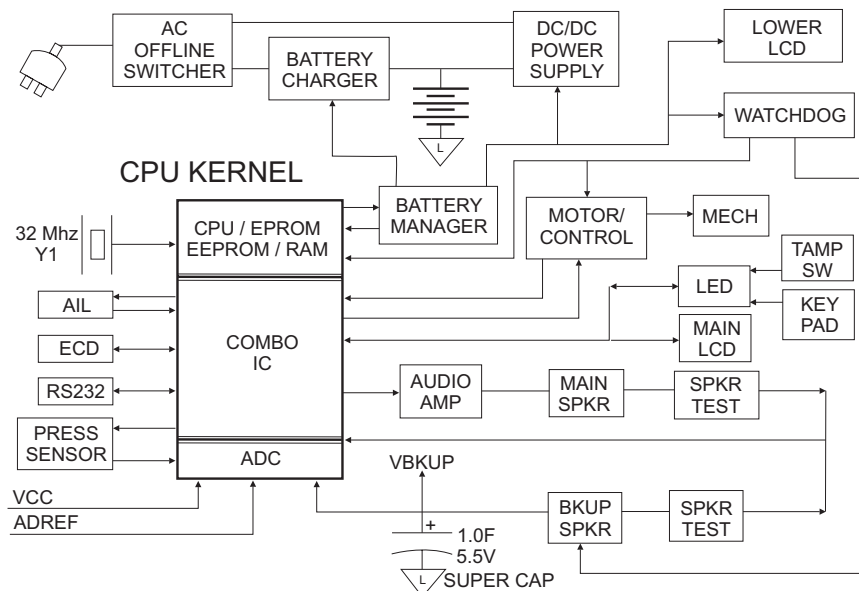 AC
OFFLINE
SWITCHER
BATTERY
CHARGER
DC/DC
POWER
SUPPLY
LOWER
LCD
WATCHDOG
L
CPU KERNEL
CPU / EPROM
EEPROM / RAM
BATTERY
MANAGER
MOTOR/
CONTROL
MECH
32 Mhz
Y1
TAMP
SW
LED
KEY
PAD
AIL
COMBO
IC
MAIN
LCD
ECD
RS232
AUDIO
AMP
MAIN
SPKR
SPKR
TEST
PRESS
SENSOR
ADC
VBKUP
VCC
ADREF
BKUP
SPKR
SPKR
TEST
+
1.0F
5.5V
L
SUPER CAP